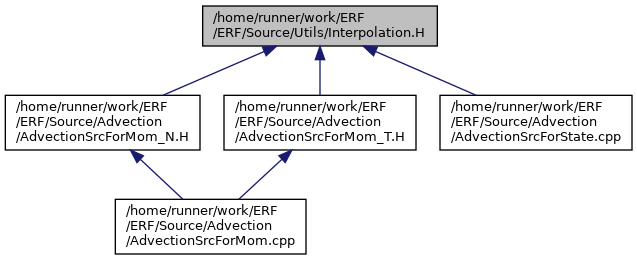 /home/runner/work/ERF
/ERF/Source/Utils/Interpolation.H
/home/runner/work/ERF
/ERF/Source/Advection
/AdvectionSrcForMom_N.H
/home/runner/work/ERF
/ERF/Source/Advection
/AdvectionSrcForMom_T.H
/home/runner/work/ERF
/ERF/Source/Advection
/AdvectionSrcForState.cpp
/home/runner/work/ERF
/ERF/Source/Advection
/AdvectionSrcForMom.cpp